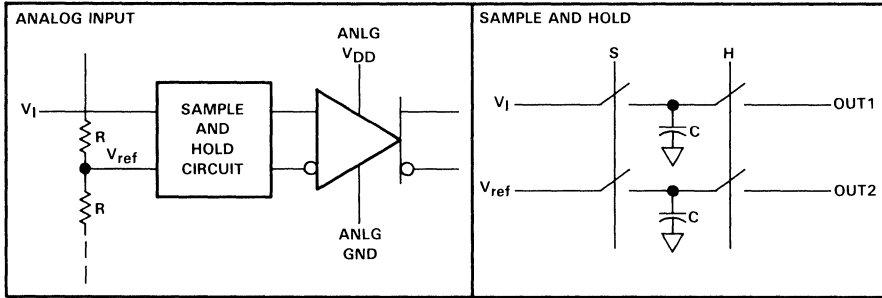 ANALOG INPUT
ANLG
VDD
VI
R
Vref
R
SAMPLE
AND
HOLD
CIRCUIT
ANLG
GND
SAMPLE AND HOLD
S
H
VI
C
OUT1
Vref
C
OUT2